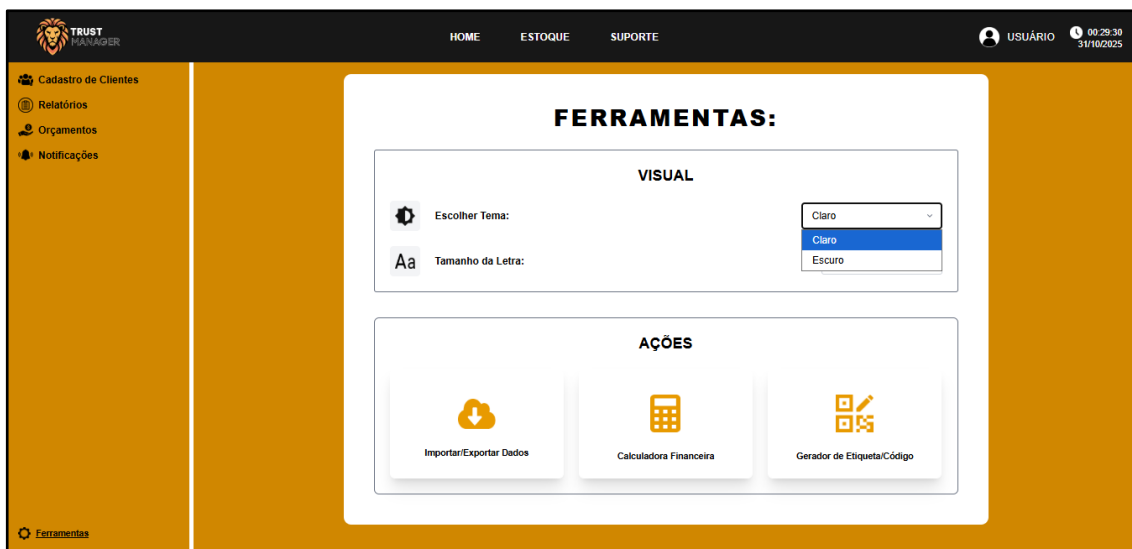 TRUST
MANAGER
HOME ESTOQUE SUPORTE
USUÁRIO
00:29:30
31/10/2025
Cadastro de Clientes
Relatórios
Orçamentos
Notificações
Ferramentas
FERRAMENTAS:
VISUAL
Escolher Tema:
Claro
Claro
Escuro
Aa
Tamanho da Letra:
AÇÕES
Importar/Exportar Dados
Calculadora Financeira
Gerador de Etiqueta/Código